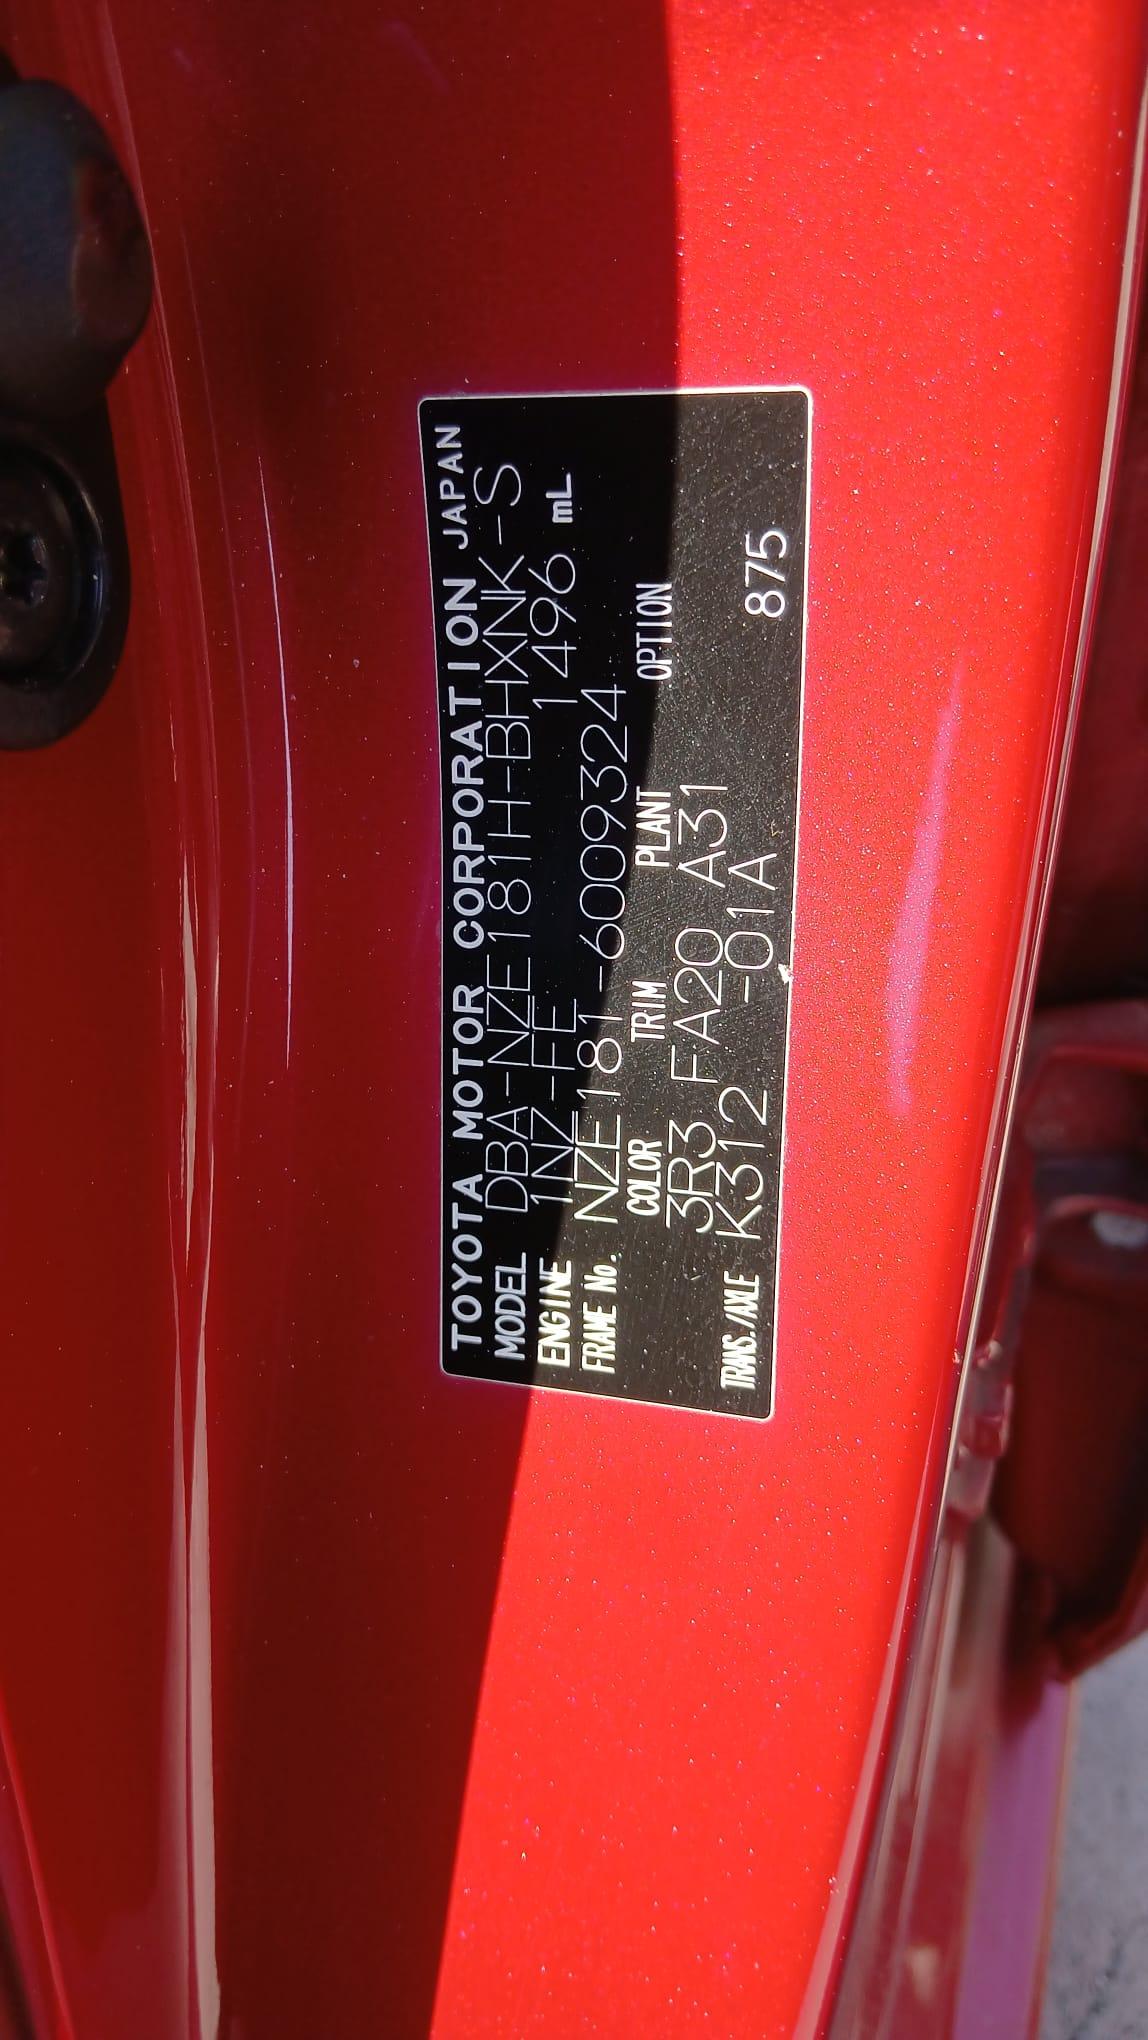 TOYOTA MOTOR CORPORATION JAPAN
MODEL DBA-NZE181H-BHXNK-S
ENGINE 1NZ-FE 1496 mL
FRAME No. NZE181-6009324
COLOR TRIM PLANT OPTION
3R3 FA20 A31
TRANS./AXLE K312 -01A 875